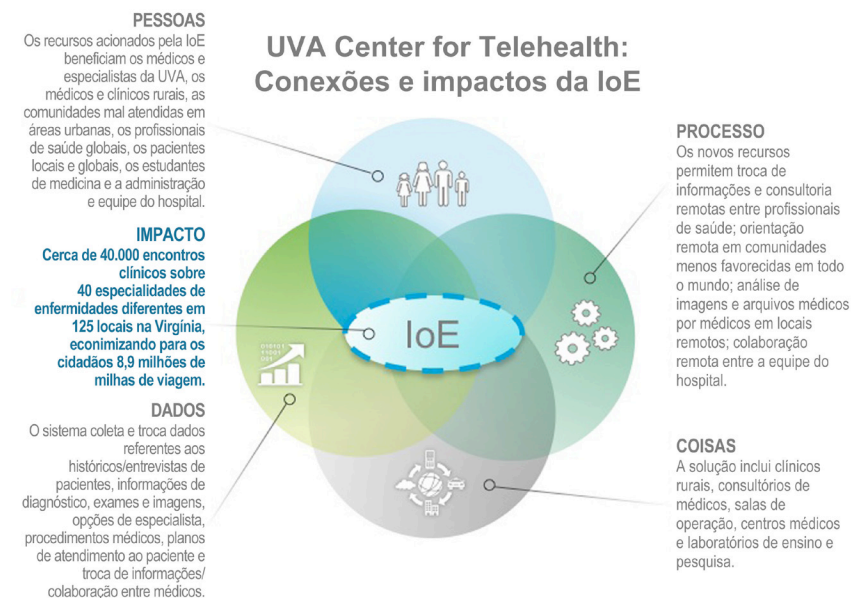 UVA Center for Telehealth:
Conexões e impactos da IoE
PESSOAS
Os recursos acionados pela IoE
beneficiam os médicos e
especialistas da UVA, os
médicos e clínicos rurais, as
comunidades mal atendidas em
áreas urbanas, os profissionais
de saúde globais, os pacientes
locais e globais, os estudantes
de medicina e a administração
e equipe do hospital.
IMPACTO
Cerca de 40.000 encontros
clínicos sobre
40 especialidades de
enfermidades diferentes em
125 locais na Virgínia,
econimizando para os
cidadãos 8,9 milhões de
milhas de viagem.
DADOS
O sistema coleta e troca dados
referentes aos
históricos/entrevistas de
pacientes, informações de
diagnóstico, exames e imagens,
opções de especialista,
procedimentos médicos, planos
de atendimento ao paciente e
troca de informações/
colaboração entre médicos.
IoE
010101
01001
001
PROCESSO
Os novos recursos
permitem troca de
informações e consultoria
remotas entre profissionais
de saúde; orientação
remota em comunidades
menos favorecidas em todo
o mundo; análise de
imagens e arquivos médicos
por médicos em locais
remotos; colaboração
remota entre a equipe do
hospital.
COISAS
A solução inclui clínicos
rurais, consultórios de
médicos, salas de
operação, centros médicos
e laboratórios de ensino e
pesquisa.